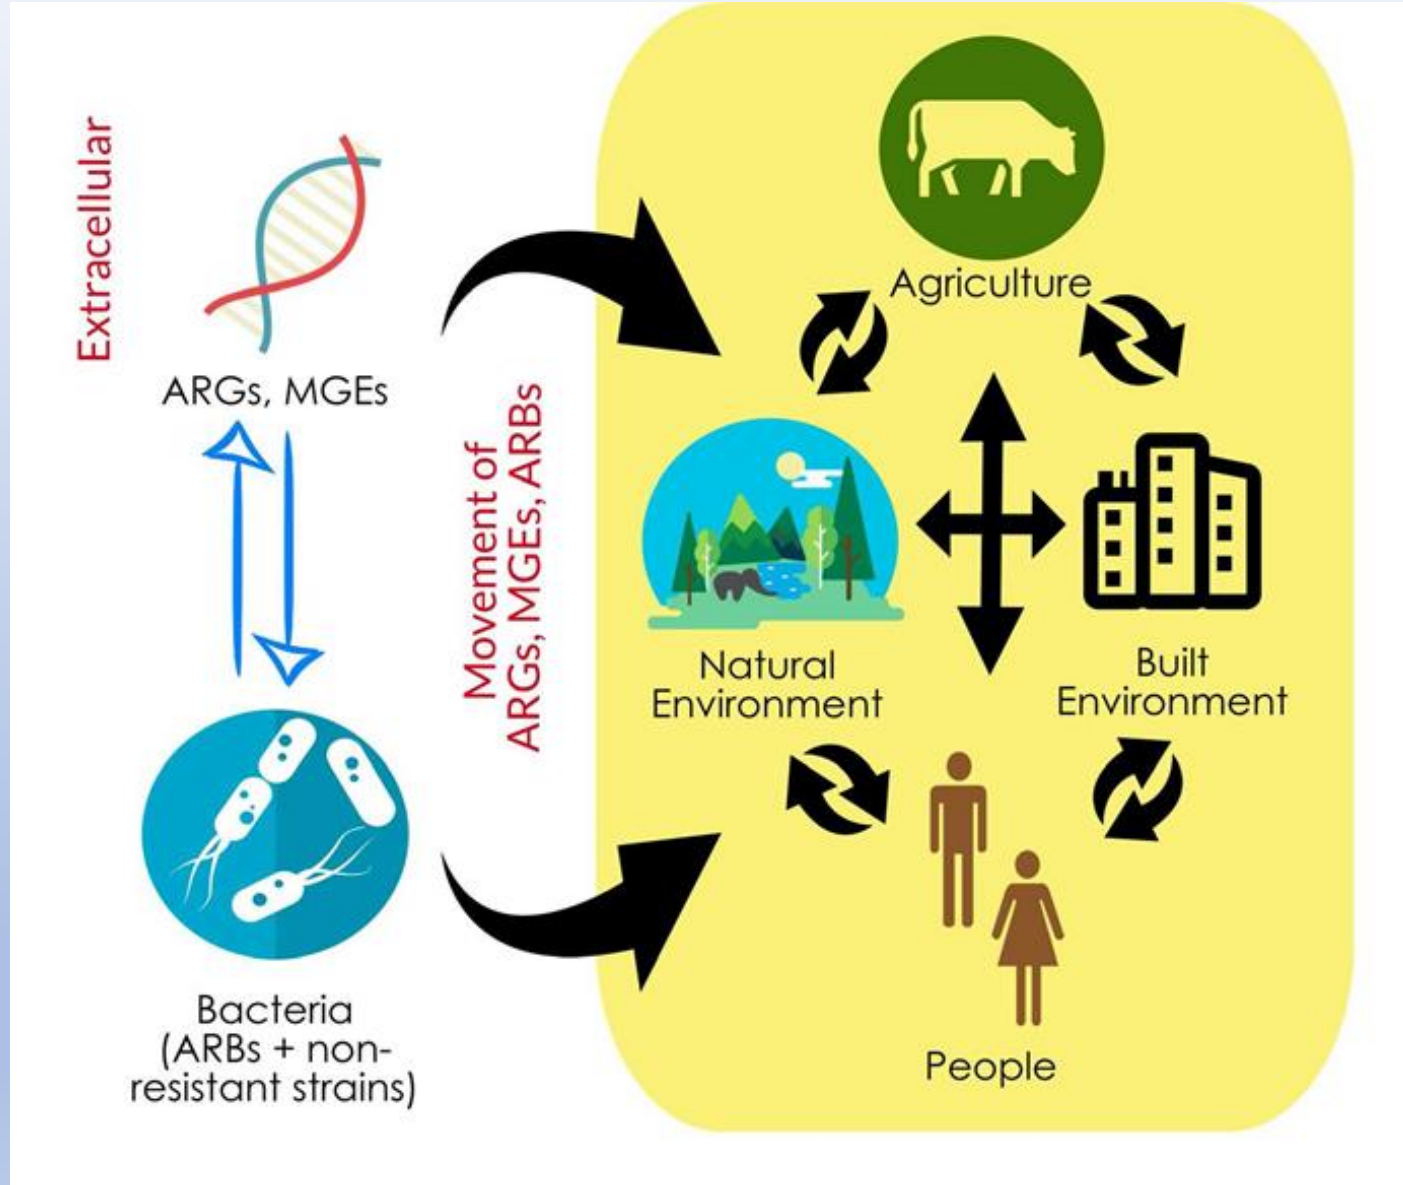 Extracellular
ARGs, MGEs
Bacteria
(ARBs + non-
resistant strains)
Movement of
ARGs, MGEs, ARBs
Agriculture
Natural
Environment
Built
Environment
People